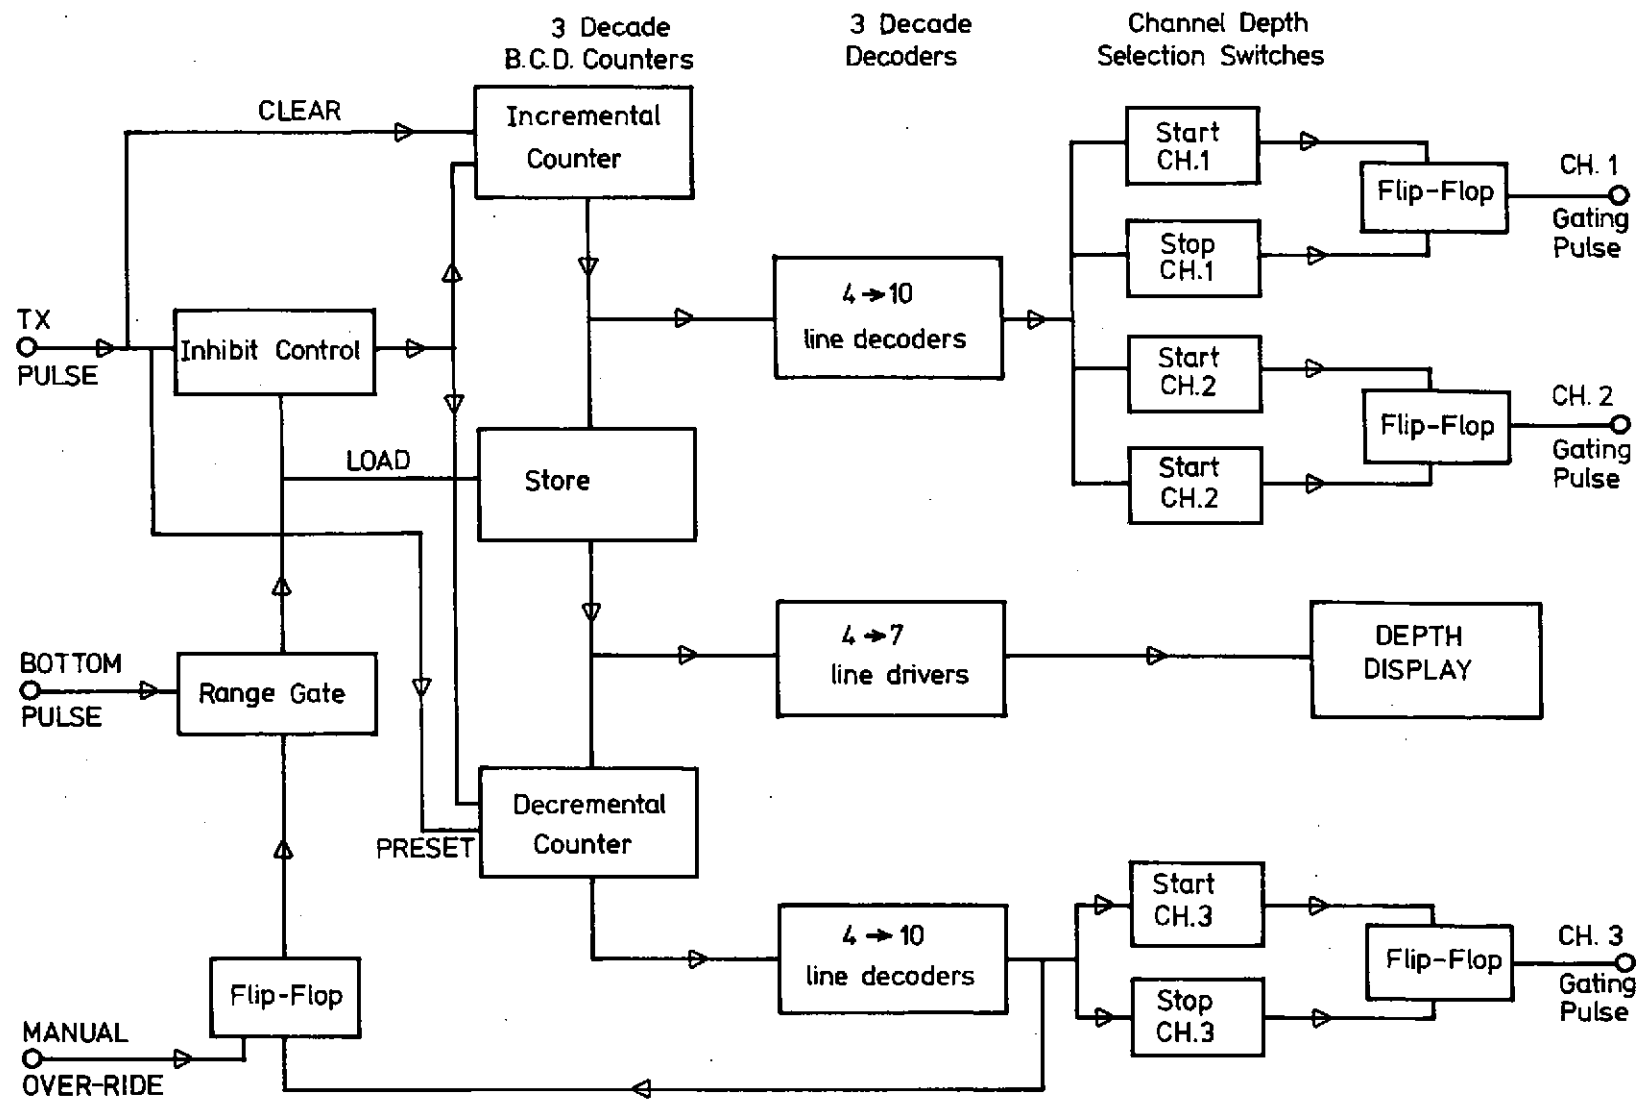 3 Decade
B.C.D. Counters
3 Decade
Decoders
Channel Depth
Selection Switches
CLEAR
Incremental
Counter
Start
CH.1
Flip-Flop
CH. 1
Gating
Pulse
Stop
CH.1
4→10
line decoders
TX
PULSE
Inhibit Control
Start
CH.2
Flip-Flop
CH. 2
Gating
Pulse
Start
CH.2
LOAD
Store
4→7
line drivers
DEPTH
DISPLAY
BOTTOM
PULSE
Range Gate
Decremental
Counter
PRESET
Start
CH.3
4→10
line decoders
Flip-Flop
CH. 3
Gating
Pulse
Stop
CH.3
Flip-Flop
MANUAL
OVER-RIDE